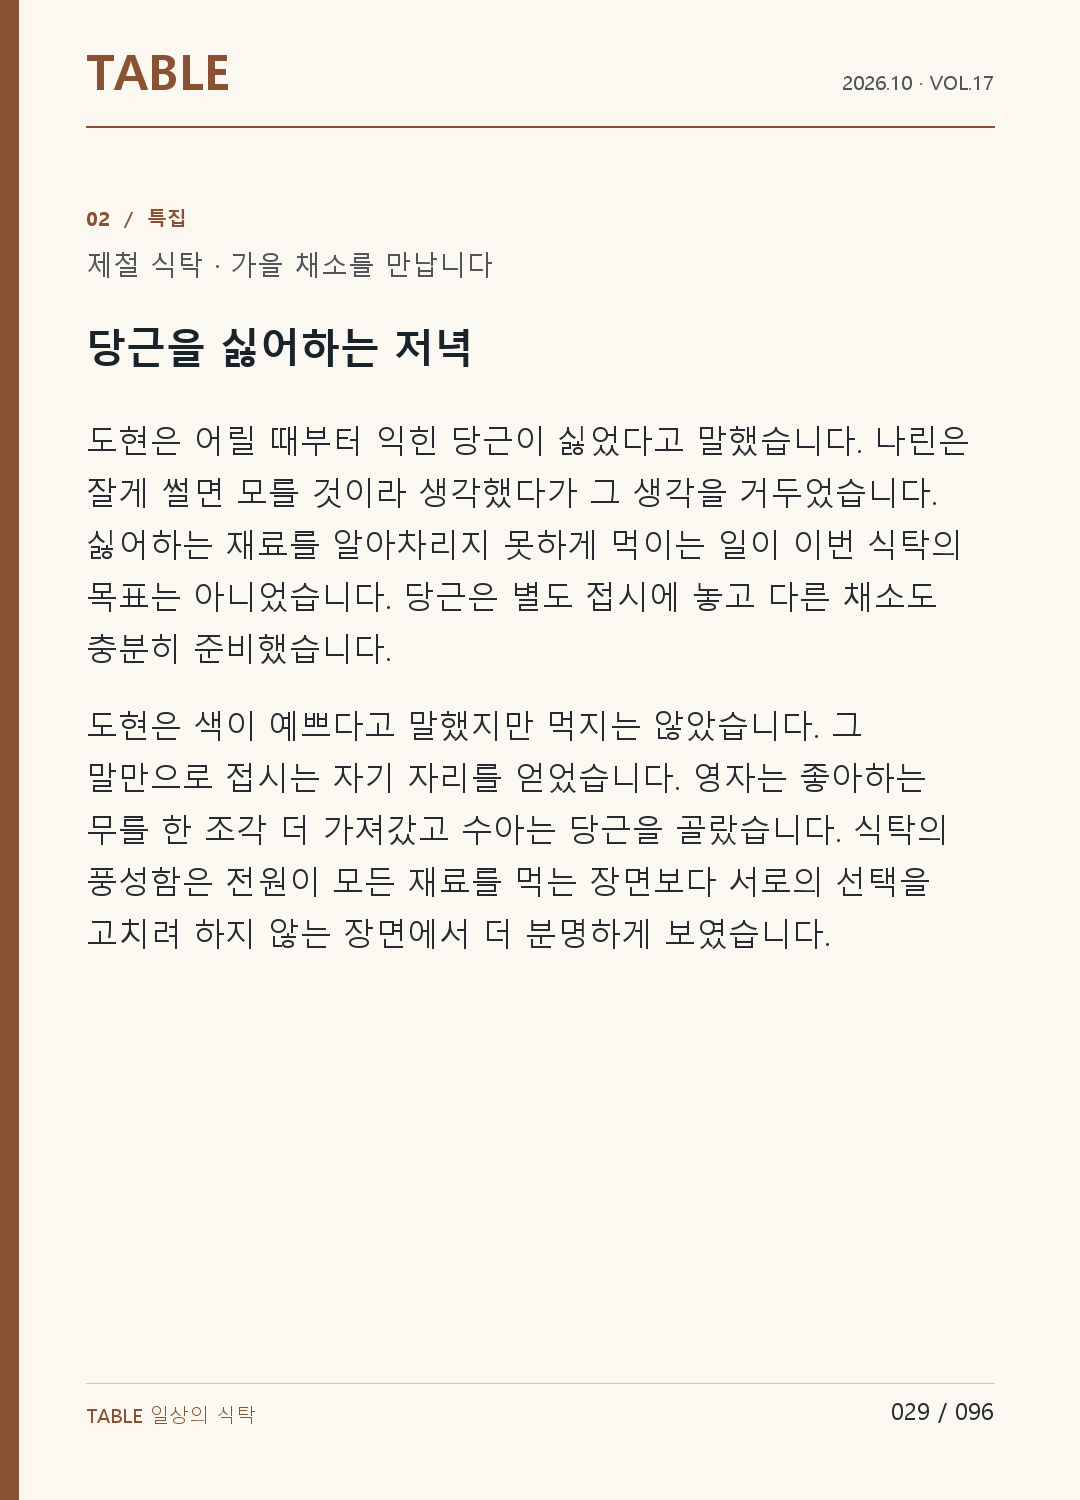 TABLE
2026.10 · VOL.17
02 / 특집
제철 식탁 · 가을 채소를 만납니다
당근을 싫어하는 저녁
도현은 어릴 때부터 익힌 당근이 싫었다고 말했습니다. 나린은
잘게 썰면 모를 것이라 생각했다가 그 생각을 거두었습니다.
싫어하는 재료를 알아차리지 못하게 먹이는 일이 이번 식탁의
목표는 아니었습니다. 당근은 별도 접시에 놓고 다른 채소도
충분히 준비했습니다.
도현은 색이 예쁘다고 말했지만 먹지는 않았습니다. 그
말만으로 접시는 자기 자리를 얻었습니다. 영자는 좋아하는
무를 한 조각 더 가져갔고 수아는 당근을 골랐습니다. 식탁의
풍성함은 전원이 모든 재료를 먹는 장면보다 서로의 선택을
고치려 하지 않는 장면에서 더 분명하게 보였습니다.
TABLE 일상의 식탁
029 / 096